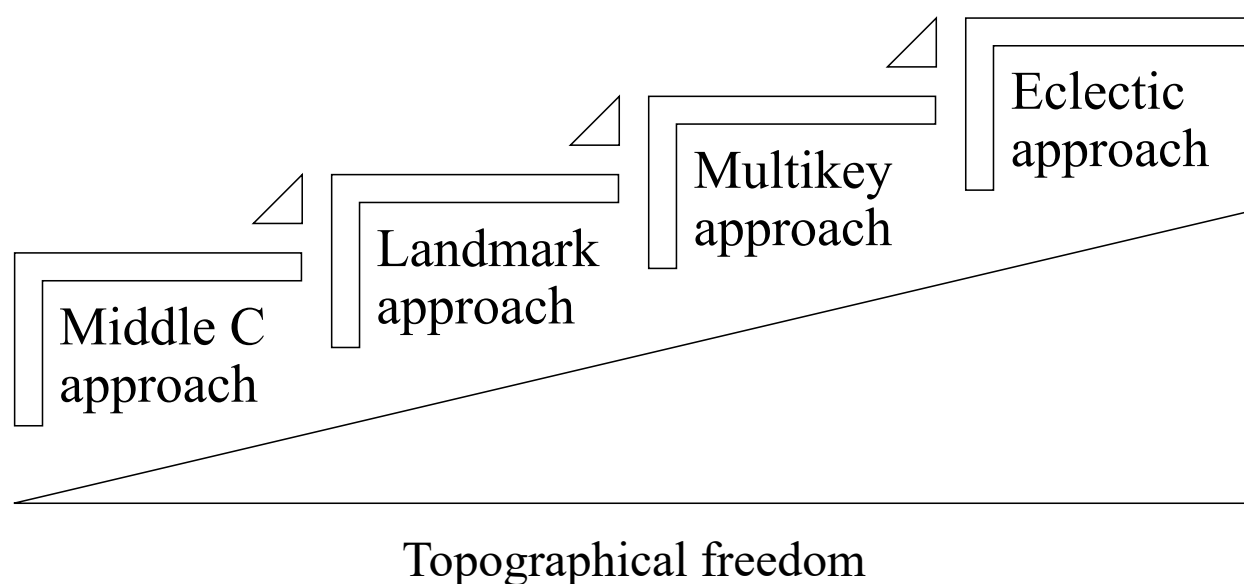 Eclectic
approach
Multikey
approach
Landmark
approach
Middle C
approach
Topographical freedom